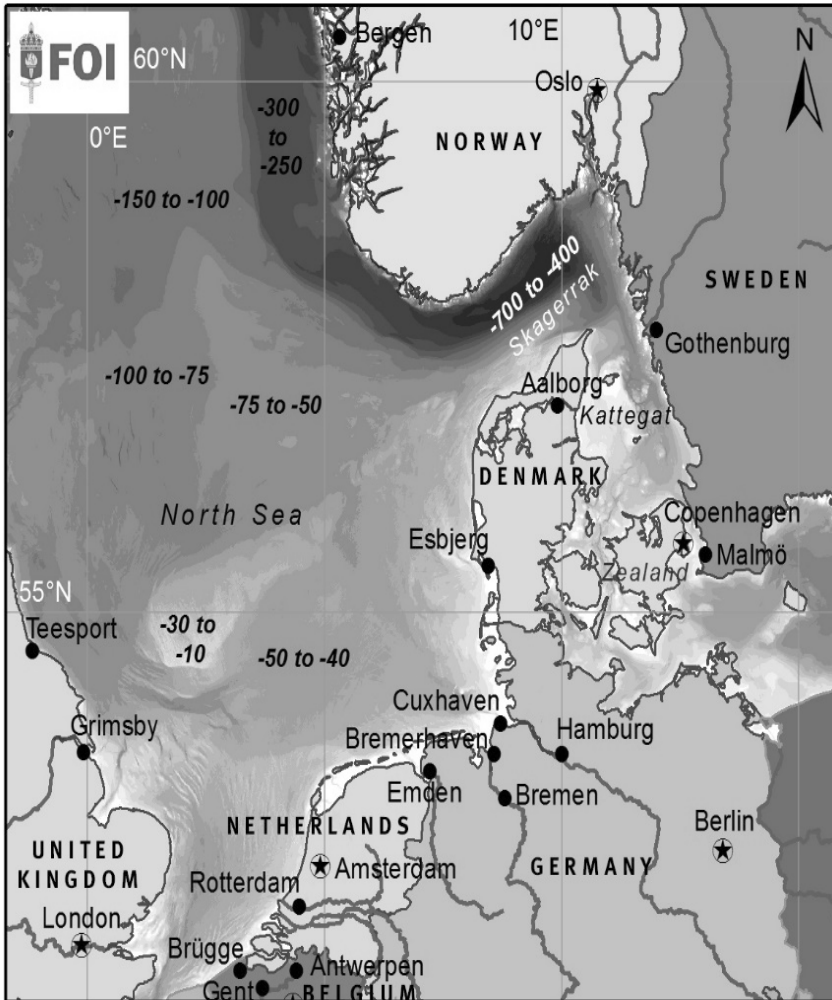 FOI
60°N
0°E
Bergen
10°E
N
Oslo
-300
to
-250
NORWAY
-150 to -100
-700 to -400
Skagerrak
SWEDEN
Gothenburg
-100 to -75
-75 to -50
Aalborg
Kattegat
DENMARK
North Sea
Copenhagen
Esbjerg
Malmö
Zealand
55°N
Teesport
-30 to
-10
-50 to -40
Cuxhaven
Grimsby
Bremerhaven
Hamburg
Emden
Bremen
NETHERLANDS
Berlin
UNITED
KINGDOM
Amsterdam
GERMANY
Rotterdam
London
Brügge
Antwerpen
Gent
BELGIUM